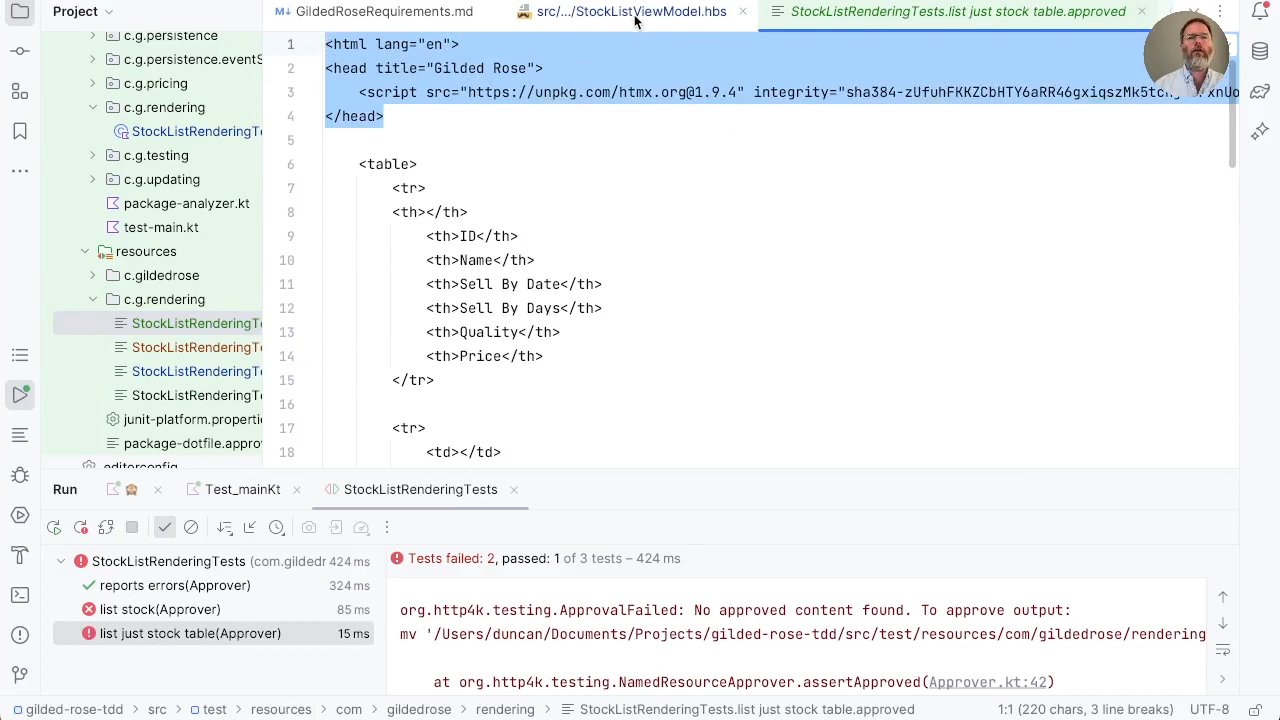 Project
GildedRoseRequirements.md
src/.../StockListViewModel.hbs
StockListRenderingTests.list just stock table.approved
c.g.persistence
c.g.persistence.eventS
c.g.pricing
c.g.rendering
StockListRenderingTe
c.g.testing
c.g.updating
package-analyzer.kt
test-main.kt
resources
c.gildedrose
c.g.rendering
StockListRenderingTe
StockListRenderingTe
StockListRenderingTe
StockListRenderingTe
junit-platform.propertie
package-dotfile.approv
editorconfig
1 <html lang="en">
2 <head title="Gilded Rose">
3 <script src="https://unpkg.com/htmx.org@1.9.4" integrity="sha384-
4 </head>
5
6 <table>
7 <tr>
8 <th></th>
9 <th>ID</th>
10 <th>Name</th>
11 <th>Sell By Date</th>
12 <th>Sell By Days</th>
13 <th>Quality</th>
14 <th>Price</th>
15 </tr>
16
17 <tr>
18 <td></td>
Run
Test_mainKt
StockListRenderingTests
StockListRenderingTests (com.gildedr 424 ms
reports errors(Approver) 324 ms
list stock(Approver) 85 ms
list just stock table(Approver) 15 ms
Tests failed: 2, passed: 1 of 3 tests – 424 ms
org.http4k.testing.ApprovalFailed: No approved content found. To approve output:
mv '/Users/duncan/Documents/Projects/gilded-rose-tdd/src/test/resources/com/gildedrose/rendering
at org.http4k.testing.NamedResourceApprover.assertApproved(Approver.kt:42)
gilded-rose-tdd > src > test > resources > com > gildedrose > rendering > StockListRenderingTests.list just stock table.approved
1:1 (220 chars, 3 line breaks)
UTF-8